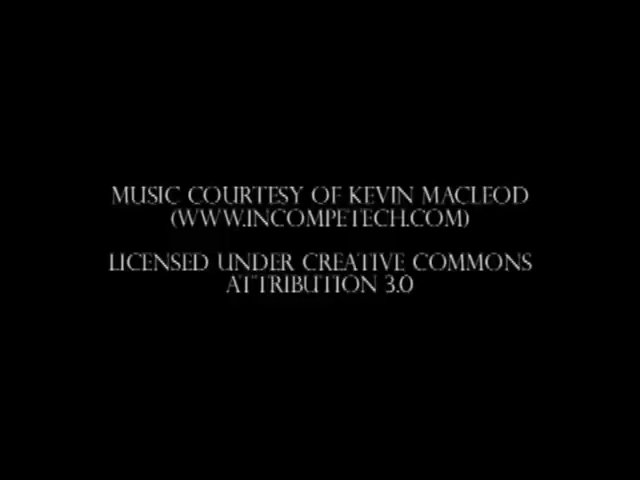 MUSIC COURTESY OF KEVIN MACLEOD
(WWW.INCOMPETECH.COM)
LICENSED UNDER CREATIVE COMMONS
ATTRIBUTION 3.0